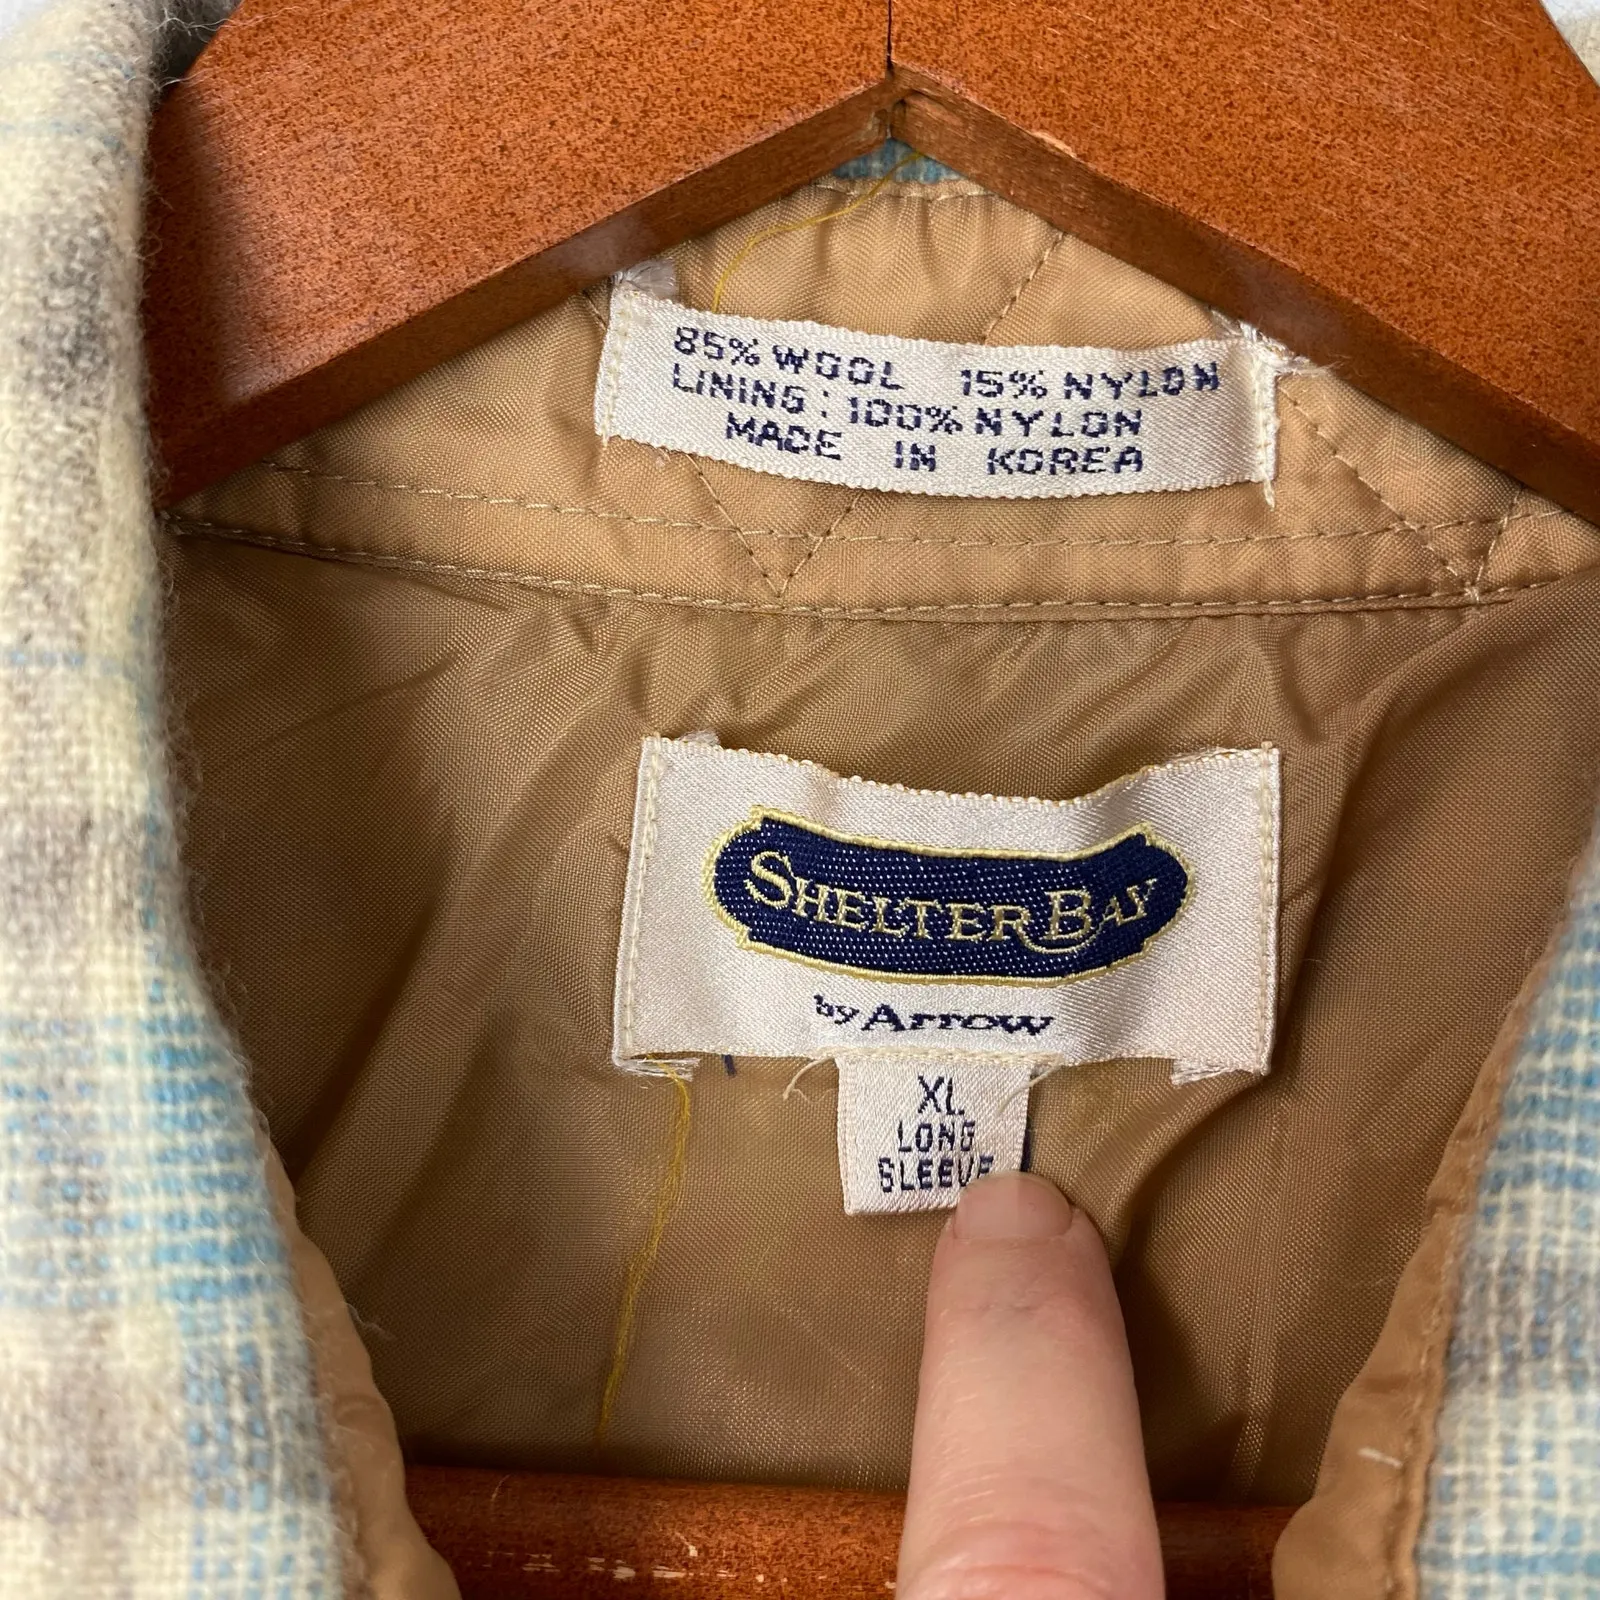 85% WOOL 15% NYLON
LINING: 100% NYLON
MADE IN KOREA
SHELTER BAY
by Arrow
XL
LONG
SLEEVE